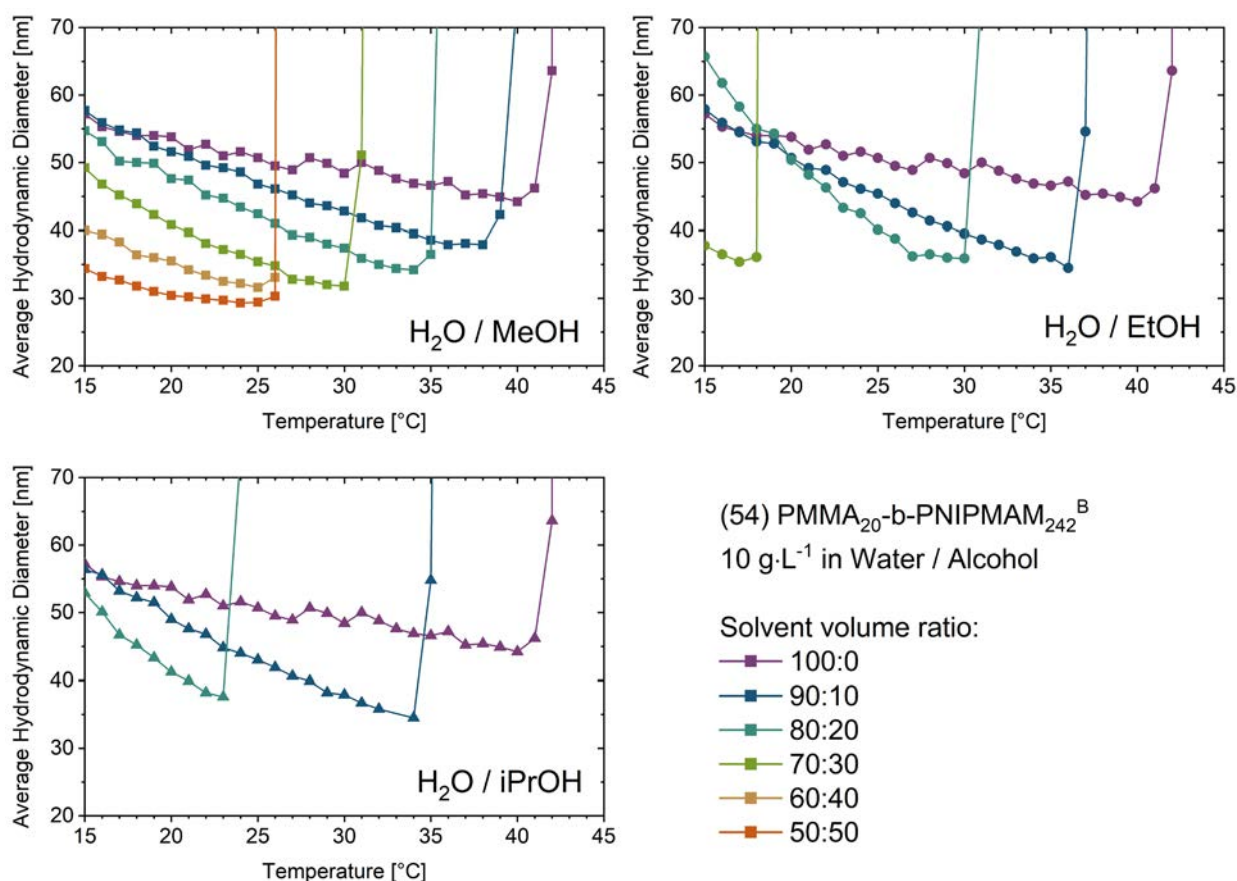 Average Hydrodynamic Diameter [nm]
70
60
50
40
30
20
H₂O / MeOH
15 20 25 30 35 40 45
Temperature [°C]
Average Hydrodynamic Diameter [nm]
70
60
50
40
30
20
H₂O / EtOH
15 20 25 30 35 40 45
Temperature [°C]
Average Hydrodynamic Diameter [nm]
70
60
50
40
30
20
H₂O / iPrOH
15 20 25 30 35 40 45
Temperature [°C]
(54) PMMA₂₀-b-PNIPMAM₂₄₂ᴮ
10 g·L⁻¹ in Water / Alcohol
Solvent volume ratio:
100:0
90:10
80:20
70:30
60:40
50:50